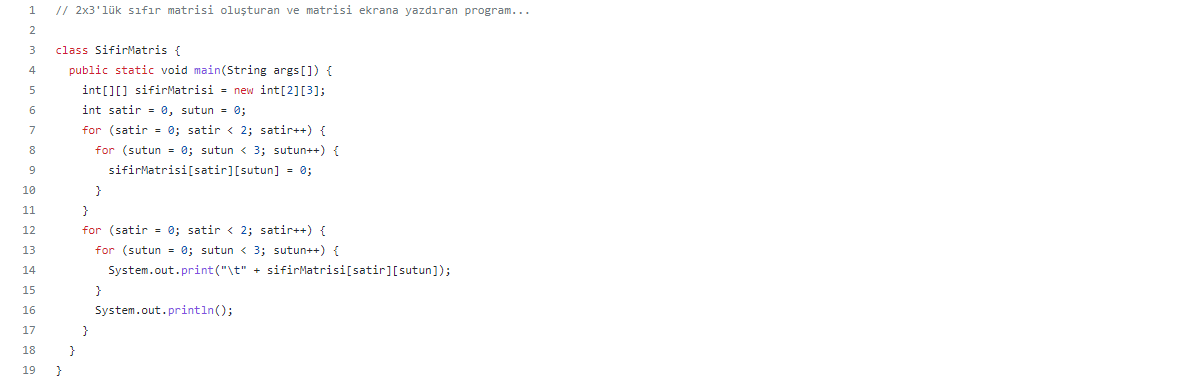 1 // 2x3'lük sıfır matrisi oluşturan ve matrisi ekrana yazdıran program...
2
3 class SifirMatris {
4   public static void main(String args[]) {
5     int[][] sifirMatrisi = new int[2][3];
6     int satir = 0, sutun = 0;
7     for (satir = 0; satir < 2; satir++) {
8       for (sutun = 0; sutun < 3; sutun++) {
9         sifirMatrisi[satir][sutun] = 0;
10       }
11     }
12     for (satir = 0; satir < 2; satir++) {
13       for (sutun = 0; sutun < 3; sutun++) {
14         System.out.print("\t" + sifirMatrisi[satir][sutun]);
15       }
16       System.out.println();
17     }
18   }
19 }